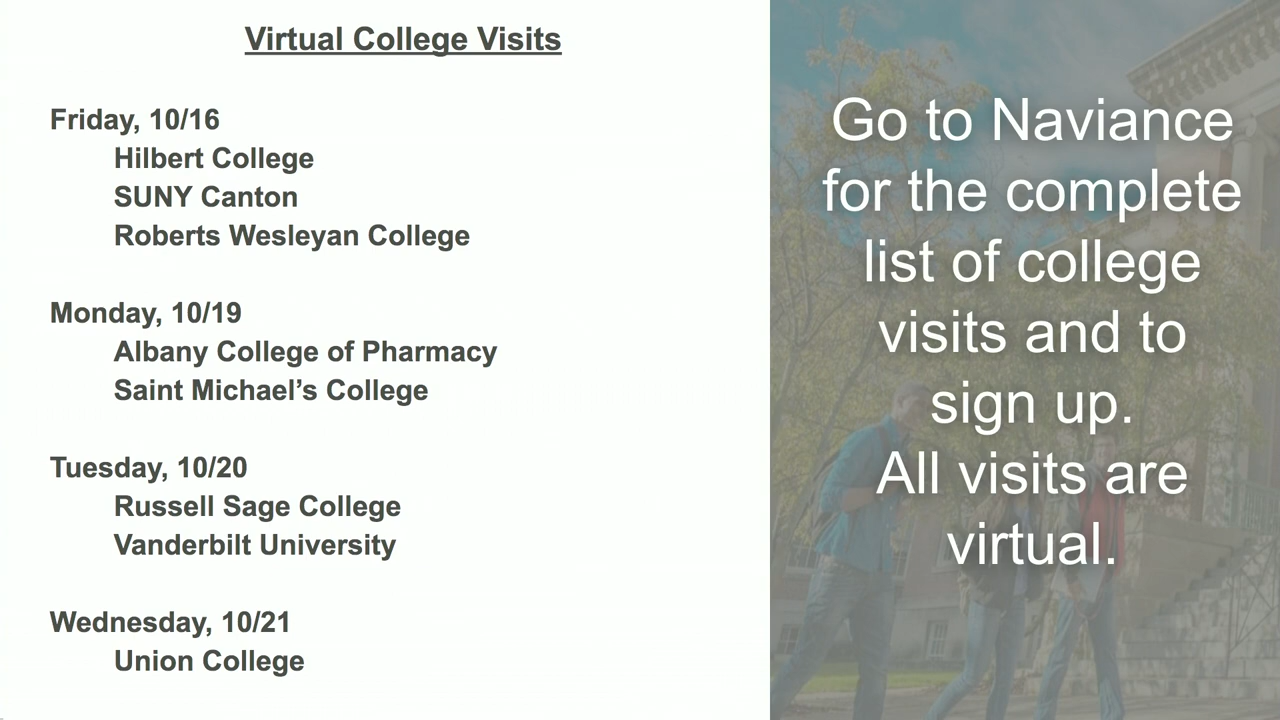 Virtual College Visits
Friday, 10/16
Hilbert College
SUNY Canton
Roberts Wesleyan College
Monday, 10/19
Albany College of Pharmacy
Saint Michael’s College
Tuesday, 10/20
Russell Sage College
Vanderbilt University
Wednesday, 10/21
Union College
Go to Naviance
for the complete
list of college
visits and to
sign up.
All visits are
virtual.